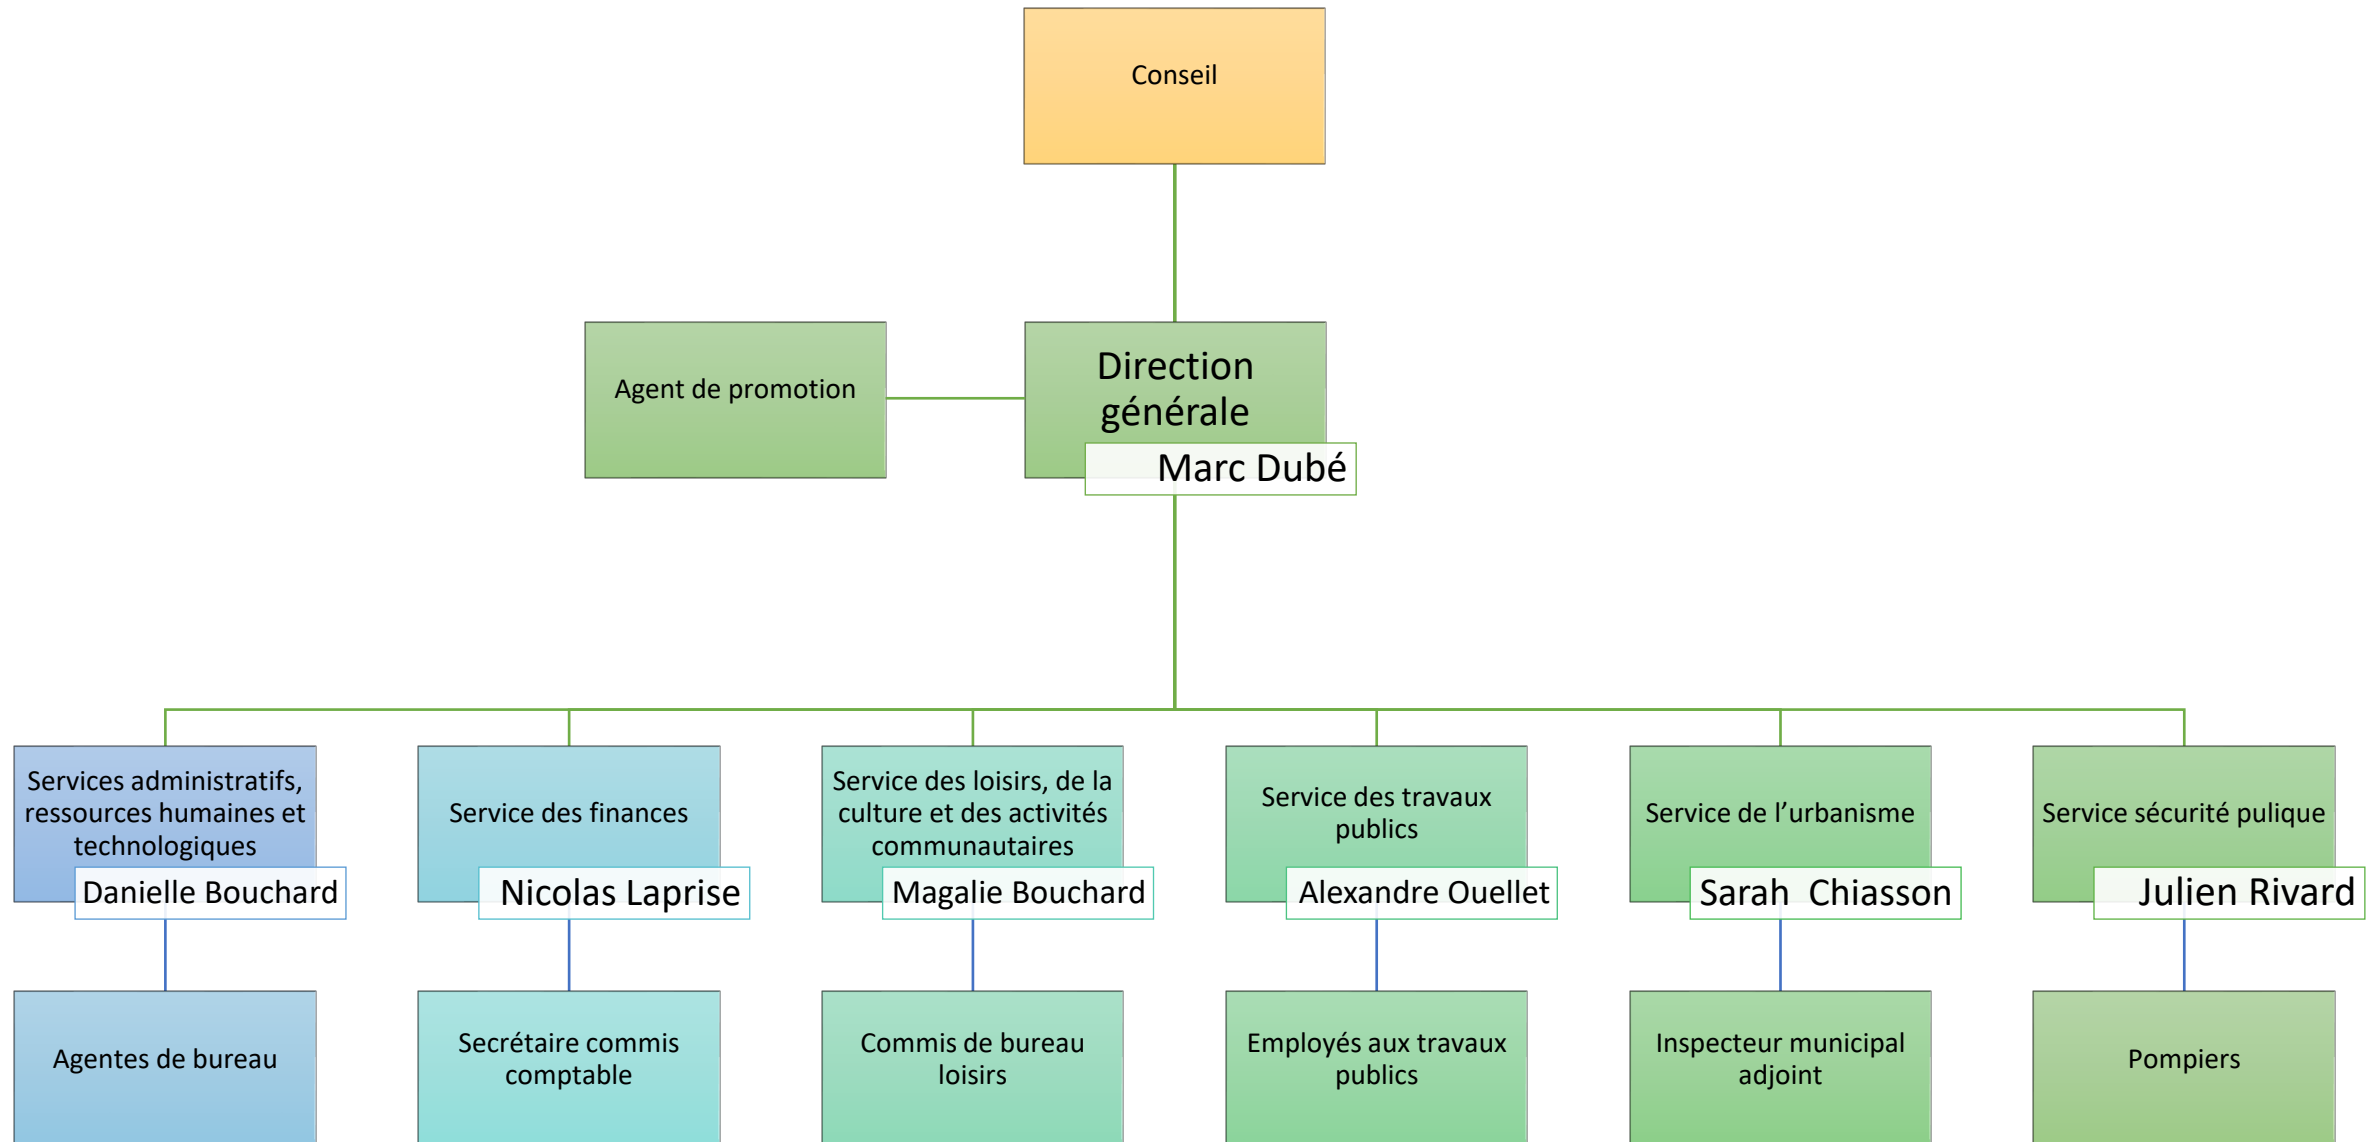 Conseil
Agent de promotion
Direction
générale
Marc Dubé
Services administratifs,
ressources humaines et
technologiques
Danielle Bouchard
Service des finances
Nicolas Laprise
Service des loisirs, de la
culture et des activités
communautaires
Magalie Bouchard
Service des travaux
publics
Alexandre Ouellet
Service de l’urbanisme
Sarah  Chiasson
Service sécurité pulique
Julien Rivard
Agentes de bureau
Secrétaire commis
comptable
Commis de bureau
loisirs
Employés aux travaux
publics
Inspecteur municipal
adjoint
Pompiers